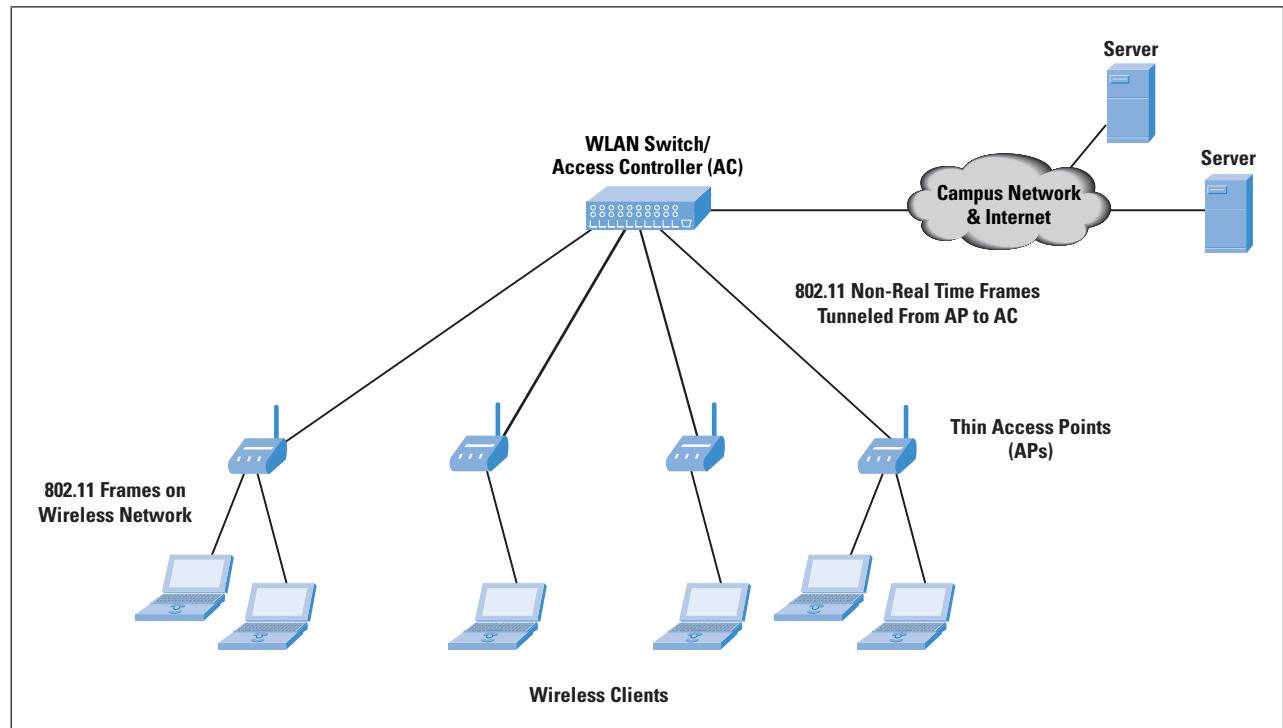 Server
WLAN Switch/
Access Controller (AC)
Server
Campus Network
& Internet
802.11 Non-Real Time Frames
Tunneled From AP to AC
Thin Access Points
(APs)
802.11 Frames on
Wireless Network
Wireless Clients